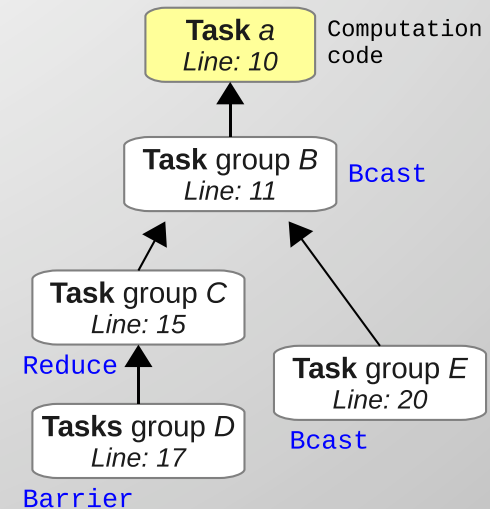 Task a
Line: 10
Computation
code
Task group B
Line: 11
Bcast
Task group C
Line: 15
Reduce
Task group E
Line: 20
Bcast
Tasks group D
Line: 17
Barrier